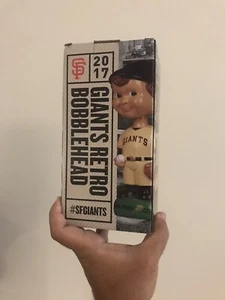 SF
2017
GIANTS RETRO
BOBBLEHEAD
#SFGIANTS
GIANTS